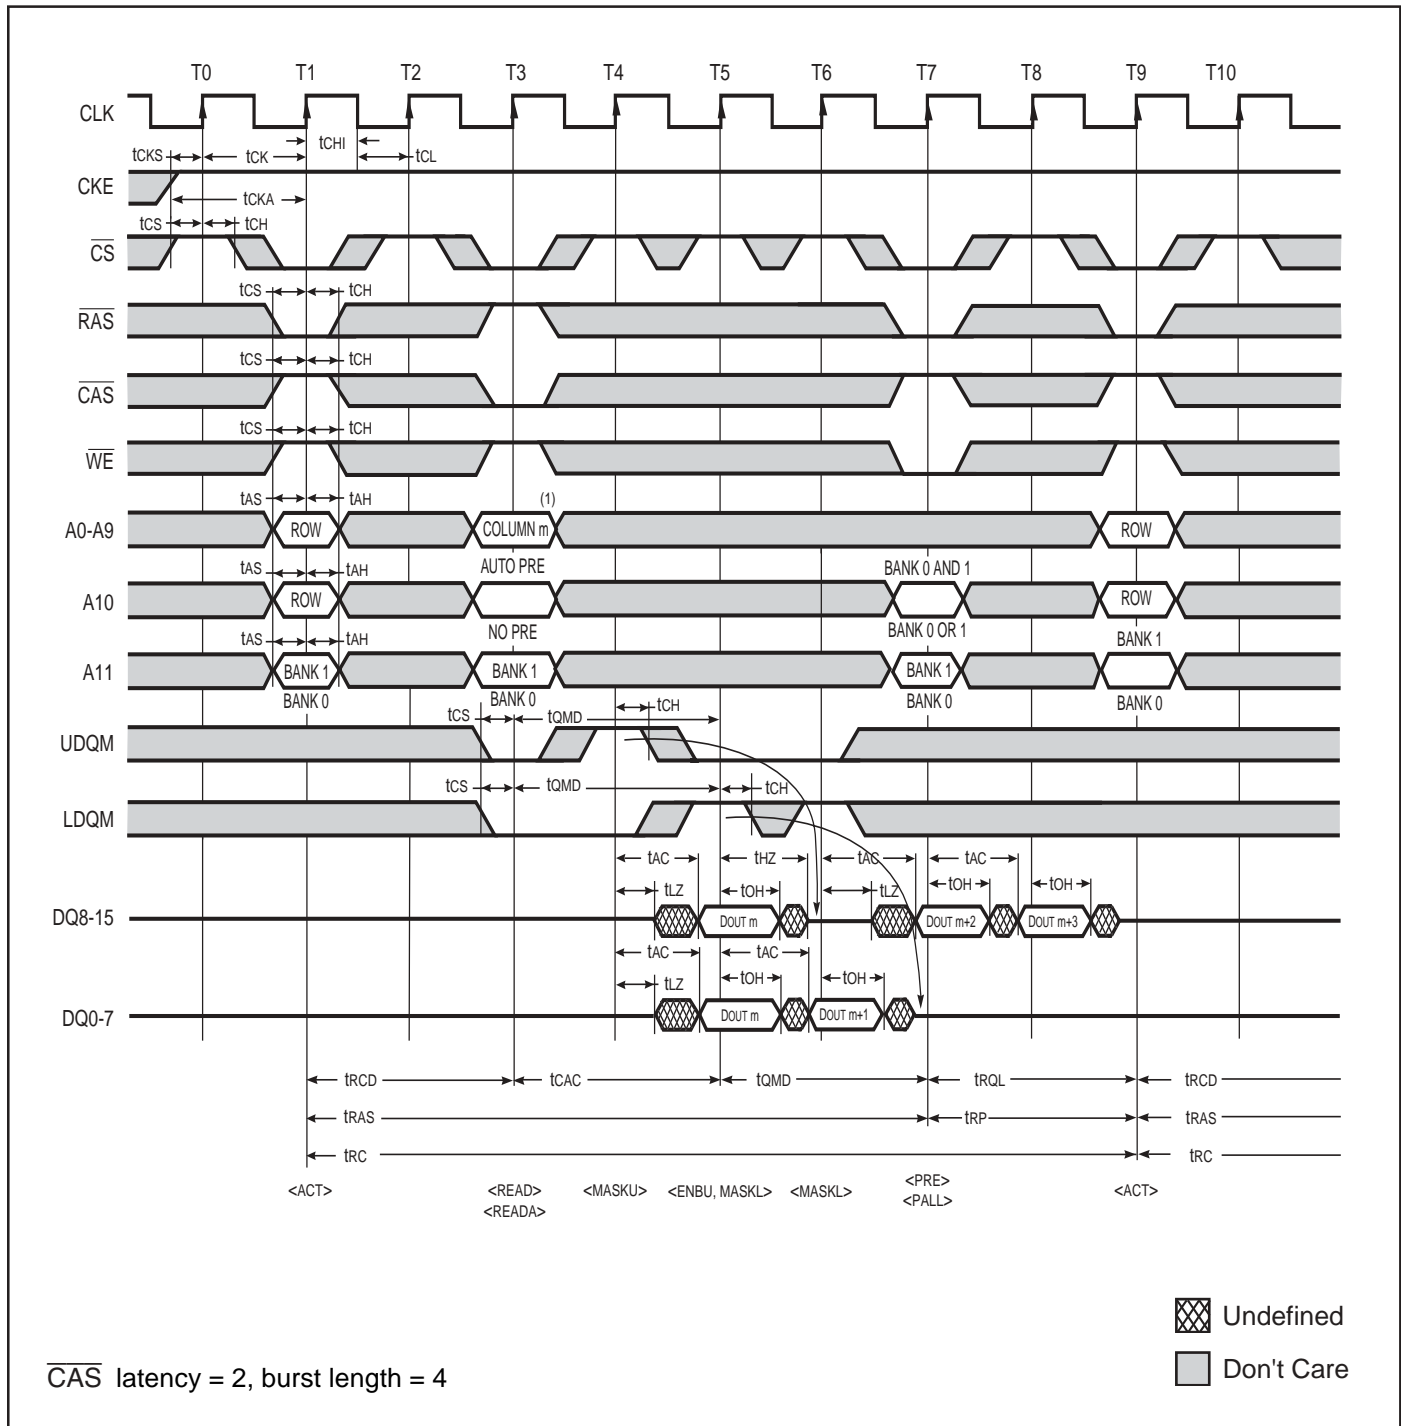 T0 T1 T2 T3 T4 T5 T6 T7 T8 T9 T10
CLK
tCHI
tCKS tCK tCL
CKE
tCKA
tCS tCH
CS
tCS tCH
RAS
tCS tCH
CAS
tCS tCH
WE
tAS tAH (1)
A0-A9 ROW COLUMN m ROW
tAS tAH AUTO PRE BANK 0 AND 1
A10 ROW ROW
NO PRE BANK 0 OR 1 BANK 1
tAS tAH
A11 BANK 1 BANK 1 BANK 1
BANK 0 BANK 0 BANK 0 BANK 0
tCS tQMD tCH
UDQM
tCS tQMD tCH
LDQM
tAC tHZ tAC tAC
tLZ tOH tLZ tOH tOH
DQ8-15 DOUT m DOUT m+2 DOUT m+3
tAC tAC
tLZ tOH tOH
DQ0-7 DOUT m DOUT m+1
tRCD tCAC tQMD tRQL tRCD
tRAS tRP tRAS
tRC tRC
<ACT> <READ> <MASKU> <ENBU, MASKL> <MASKL> <PRE> <ACT>
<READA> <PALL>
Undefined
Don't Care
CAS latency = 2, burst length = 4